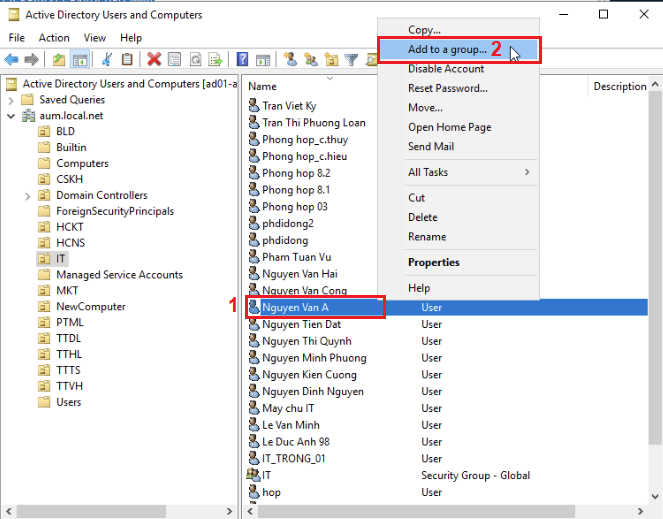 Active Directory Users and Computers
File Action View Help
Active Directory Users and Computers [ad01-a
Saved Queries
aum.local.net
BLD
Builtin
Computers
CSKH
Domain Controllers
ForeignSecurityPrincipals
HCKT
HCNS
IT
Managed Service Accounts
MKT
NewComputer
PTML
TTDL
TTHL
TTTS
TTVH
Users
Name Description
Tran Viet Ky
Tran Thi Phuong Loan
Phong hop_c.thuy
Phong hop_c.hieu
Phong hop 8.2
Phong hop 8.1
Phong hop 03
phdidong2
phdidong
Pham Tuan Vu
Nguyen Van Hai
Nguyen Van Cong
1 Nguyen Van A User
Nguyen Tien Dat User
Nguyen Thi Quynh User
Nguyen Minh Phuong User
Nguyen Kien Cuong User
Nguyen Dinh Nguyen User
May chu IT User
Le Van Minh User
Le Duc Anh 98 User
IT_TRONG_01 User
IT Security Group - Global
hop User
Copy...
Add to a group... 2
Disable Account
Reset Password...
Move...
Open Home Page
Send Mail
All Tasks
Cut
Delete
Rename
Properties
Help